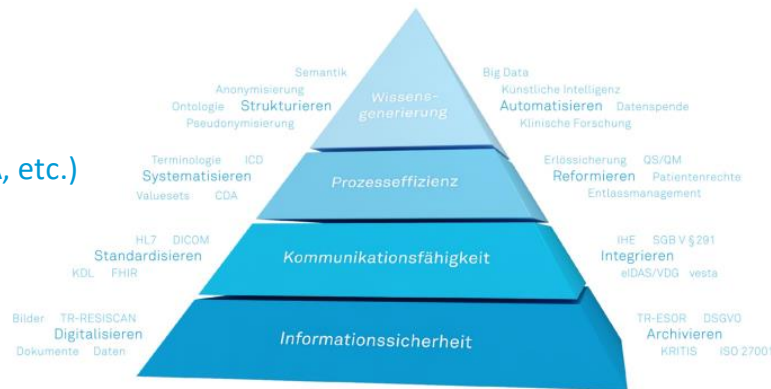 Semantik
Anonymisierung
Ontologie Strukturieren
Pseudonymisierung
Wissens-
generierung
Big Data
Künstliche Intelligenz
Automatisieren Datenspende
Klinische Forschung
, etc.)
Terminologie ICD
Systematisieren
Valuesets CDA
Prozesseffizienz
Erlössicherung QS/QM
Reformieren Patientenrechte
Entlassmanagement
HL7 DICOM
Standardisieren
KDL FHIR
Kommunikationsfähigkeit
IHE SGB V § 291
Integrieren
eIDAS/VDG vesta
Bilder TR-RESISCAN
Digitalisieren
Dokumente Daten
Informationssicherheit
TR-ESOR DSGVO
Archivieren
KRITIS ISO 27001